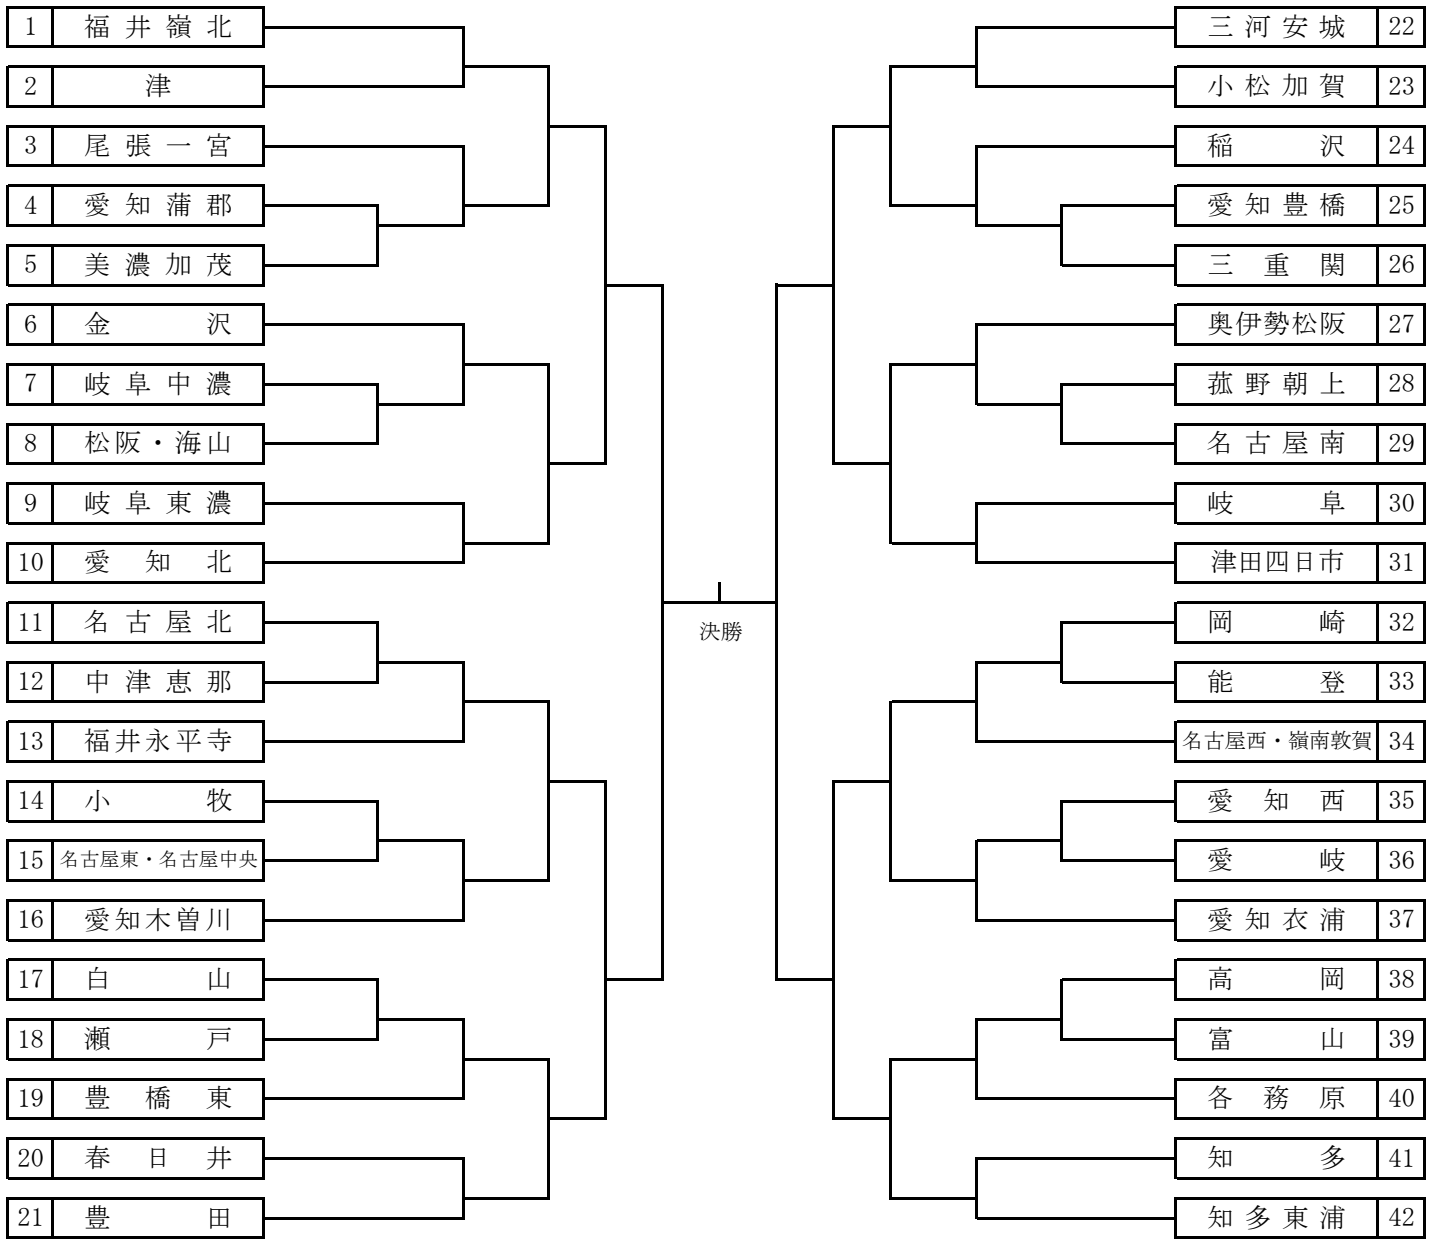 1 福井嶺北
2 津
3 尾張一宮
4 愛知蒲郡
5 美濃加茂
6 金沢
7 岐阜中濃
8 松阪・海山
9 岐阜東濃
10 愛知北
11 名古屋北
12 中津恵那
13 福井永平寺
14 小牧
15 名古屋東・名古屋中央
16 愛知木曽川
17 白山
18 瀬戸
19 豊橋東
20 春日井
21 豊田
決勝
三河安城 22
小松加賀 23
稲沢 24
愛知豊橋 25
三重関 26
奥伊勢松阪 27
菰野朝上 28
名古屋南 29
岐阜 30
津田四日市 31
岡崎 32
能登 33
名古屋西・嶺南敦賀 34
愛知西 35
愛岐 36
愛知衣浦 37
高岡 38
富山 39
各務原 40
知多 41
知多東浦 42